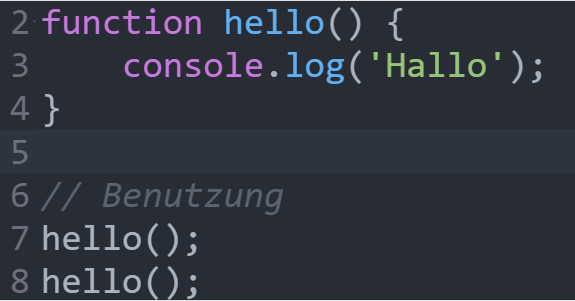 2 function hello() {
3     console.log('Hallo');
4 }
5
6 // Benutzung
7 hello();
8 hello();